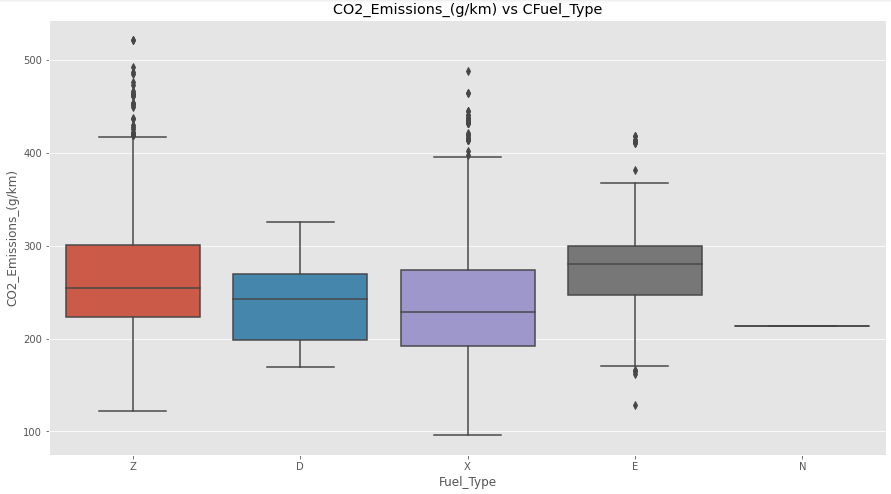 CO2_Emissions_(g/km) vs CFuel_Type
CO2_Emissions_(g/km)
500
400
300
200
100
Z D X E N
Fuel_Type